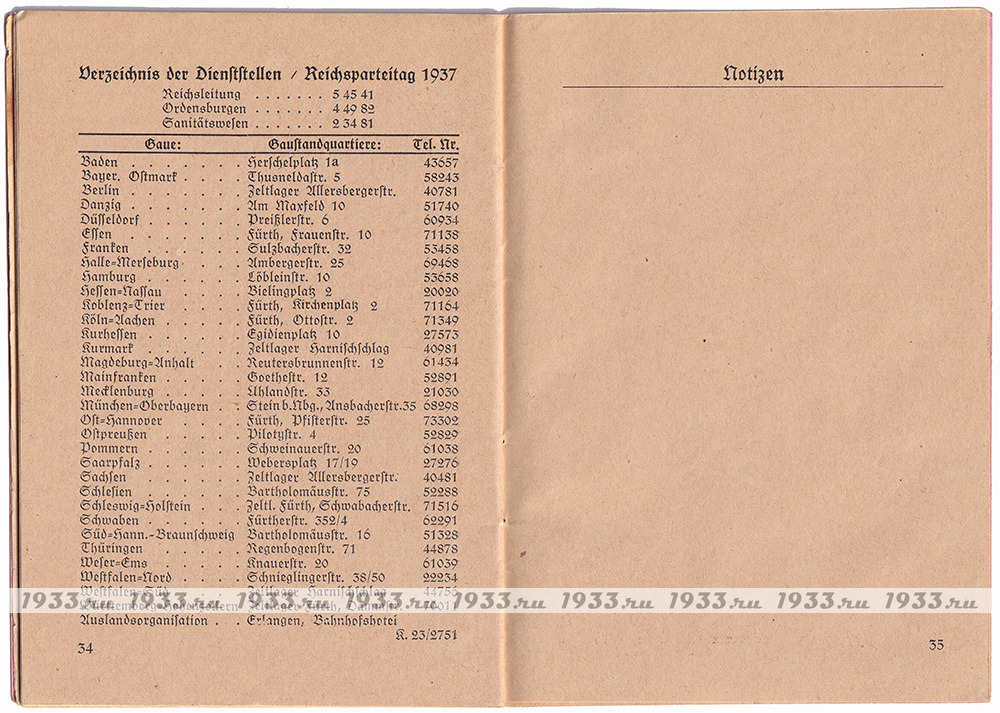 Verzeichnis der Dienststellen / Reichsparteitag 1937
Reichsleitung . . . . . . . 5 45 41
Ordensburgen . . . . . . . 4 49 82
Sanitätswesen . . . . . . . 2 34 81
Gaue: Gaustandquartiere: Tel. Nr.
Baden . . . . . . . Herschelplatz 1a 43657
Bayer. Ostmark . . . . Thusneldastr. 5 58243
Berlin . . . . . . . Zeltlager Allersbergerstr. 40781
Danzig . . . . . . . Am Maxfeld 10 51740
Düsseldorf . . . . . . Preißlerstr. 6 60934
Essen . . . . . . . Fürth, Frauenstr. 10 71138
Franken . . . . . . Sulzbacherstr. 32 53458
Halle=Merseburg . . . . Ambergerstr. 25 69468
Hamburg . . . . . . Löbleinstr. 10 53658
Hessen=Nassau . . . . Bielingplatz 2 20020
Koblenz=Trier . . . . Fürth, Kirchenplatz 2 71164
Köln=Aachen . . . . . Fürth, Ottostr. 2 71349
Kurhessen . . . . . Egidienplatz 10 27573
Kurmark . . . . . . Zeltlager Harnischschlag 40981
Magdeburg=Anhalt . . Reutersbrunnenstr. 12 61434
Mainfranken . . . . . Goethestr. 12 52891
Mecklenburg . . . . . Uhlandstr. 33 21030
München=Oberbayern . . Stein b. Nbg., Ansbacherstr. 35 68298
Ost=Hannover . . . . Fürth, Pfisterstr. 25 73302
Ostpreußen . . . . . Pilotystr. 4 52829
Pommern . . . . . . Schweinauerstr. 20 61038
Saarpfalz . . . . . . Webersplatz 17/19 27276
Sachsen . . . . . . Zeltlager Allersbergerstr. 40481
Schlesien . . . . . . Bartholomäusstr. 75 52288
Schleswig=Holstein . . . Zeltl. Fürth, Schwabacherstr. 71516
Schwaben . . . . . . Fürtherstr. 352/4 62291
Süd=Hann.-Braunschweig Bartholomäusstr. 16 51328
Thüringen . . . . . Regenbogenstr. 71 44878
Weser=Ems . . . . . Knauerstr. 20 61039
Westfalen=Nord . . . . Schnieglingerstr. 38/50 22234
Westfalen=Süd . . . . Zeltlager Harnischschlag 44756
Württemberg=Hohenzollern Zeltlager Fürth,
Auslandsorganisation . . Erlangen, Bahnhofshotel
K. 23/2751
34
Notizen
35
1933.ru 1933.ru 1933.ru 1933.ru 1933.ru 1933.ru 1933.ru 1933.ru 1933.ru